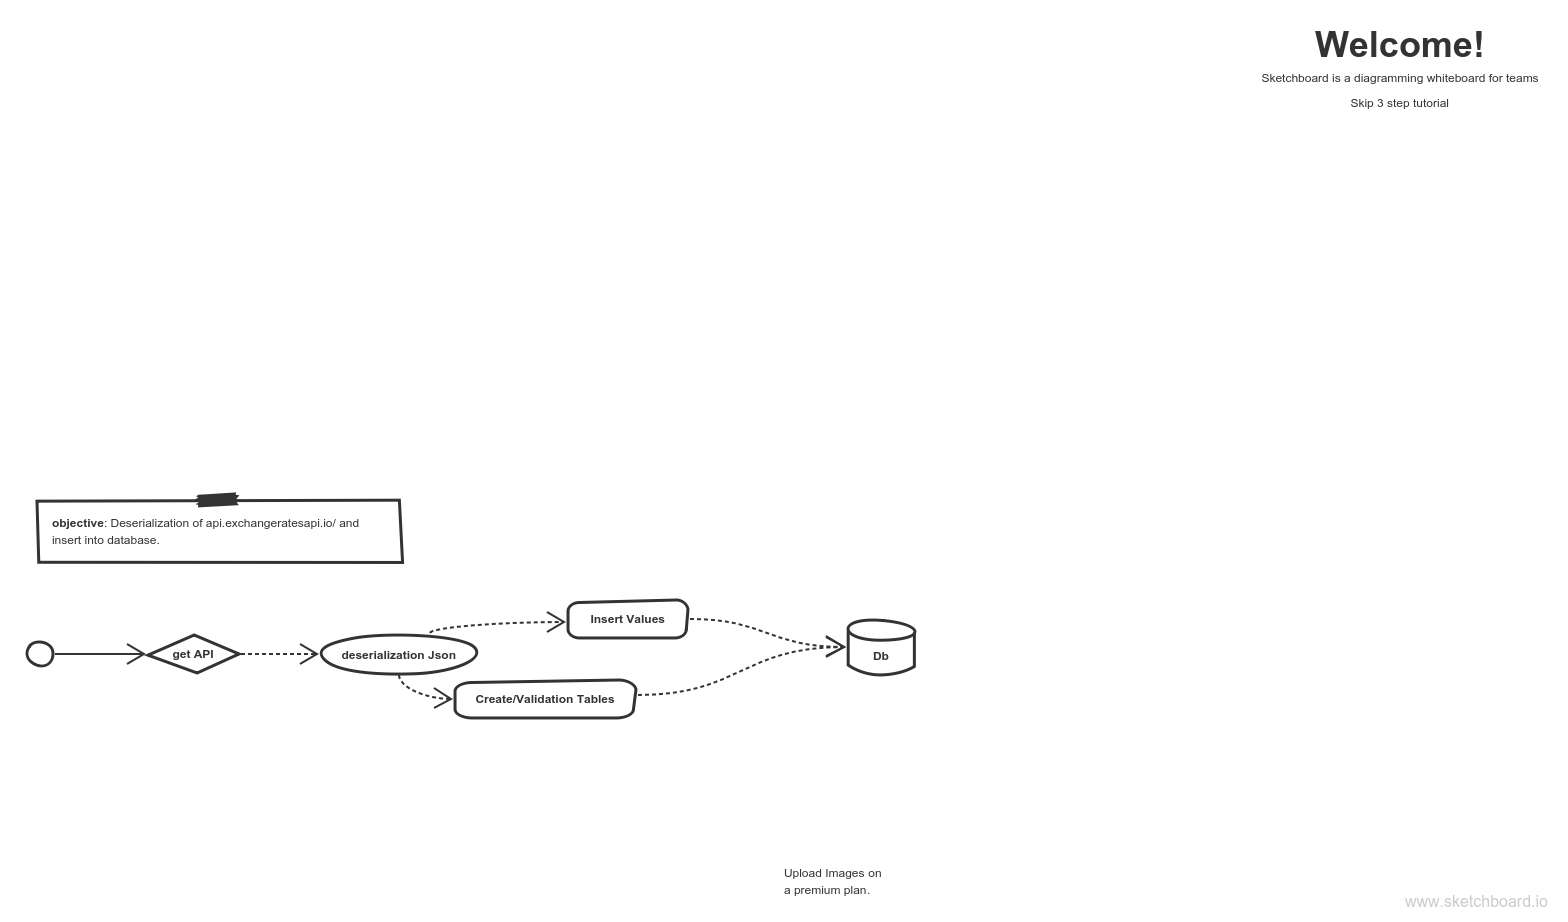 Welcome!
Sketchboard is a diagramming whiteboard for teams
Skip 3 step tutorial
objective: Deserialization of api.exchangeratesapi.io/ and
insert into database.
Insert Values
get API
deserialization Json
Db
Create/Validation Tables
Upload Images on
a premium plan.
www.sketchboard.io